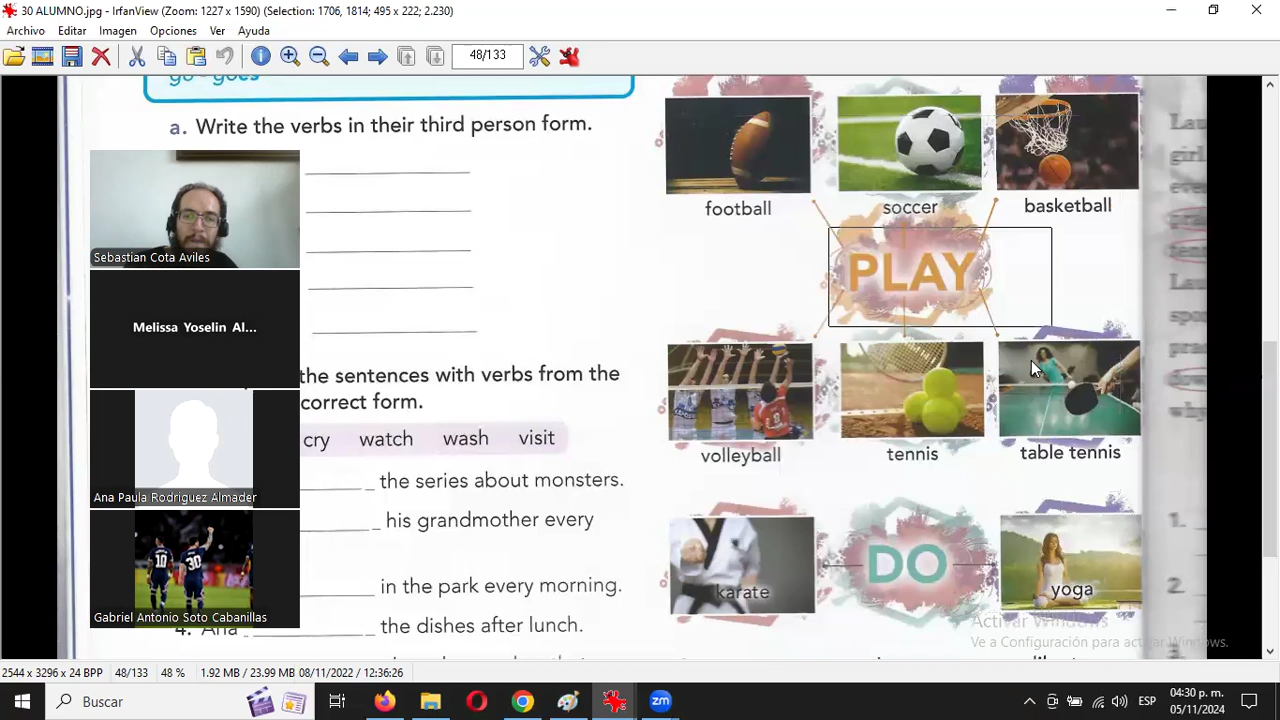 30 ALUMNO.jpg - IrfanView (Zoom: 1227 x 1590) (Selection: 1706, 1814; 495 x 222; 2.230)
Archivo Editar Imagen Opciones Ver Ayuda
48/133
go - goes
a. Write the verbs in their third person form.
Sebastian Cota Aviles
Melissa Yoselin Al...
Ana Paula Rodriguez Almader
Gabriel Antonio Soto Cabanillas
the sentences with verbs from the
correct form.
cry watch wash visit
the series about monsters.
his grandmother every
in the park every morning.
4. Ana the dishes after lunch.
football soccer basketball
PLAY
volleyball tennis table tennis
karate DO yoga
1.
2.
Activar Windows
Ve a Configuración para activar Windows.
2544 x 3296 x 24 BPP 48/133 48 % 1.92 MB / 23.99 MB 08/11/2022 / 12:36:26
Buscar
zm
ESP
04:30 p. m.
05/11/2024